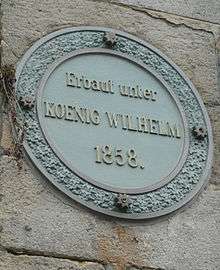 Erbaut unter
KOENIG WILHELM
1858.